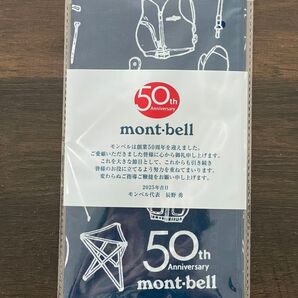 50th
Anniversary
mont-bell
モンベルは創業50周年を迎えました。
ご愛顧いただきました皆様に心から御礼申し上げます。
これを大きな節目として、これからも引き続き
皆様のお役に立てるよう努力を重ねてまいります。
変わらぬご指導ご鞭撻をお願い申し上げます。
2025年吉日
モンベル代表 辰野 勇
50th
Anniversary
mont-bell